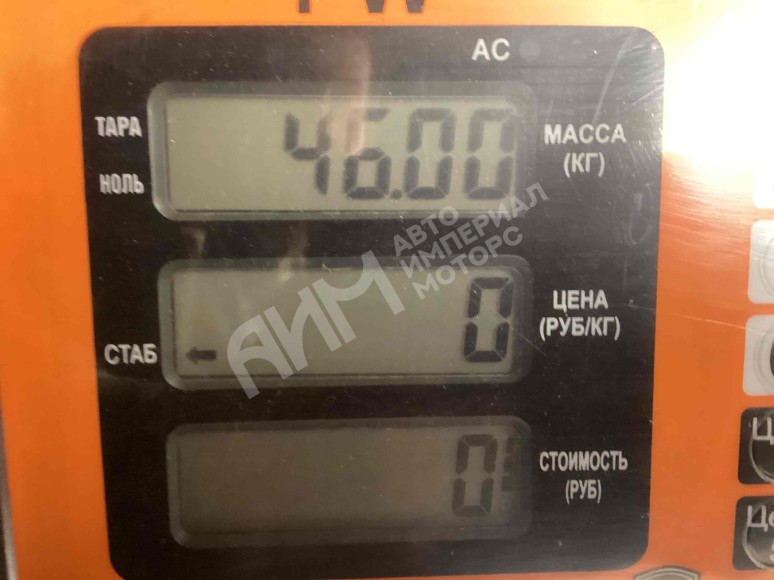 AC
ТАРА
НОЛЬ
46.00
МАССА
(КГ)
СТАБ
0
ЦЕНА
(РУБ/КГ)
0
СТОИМОСТЬ
(РУБ)
АИМ
АВТО
ИМПЕРИАЛ
МОТОРС